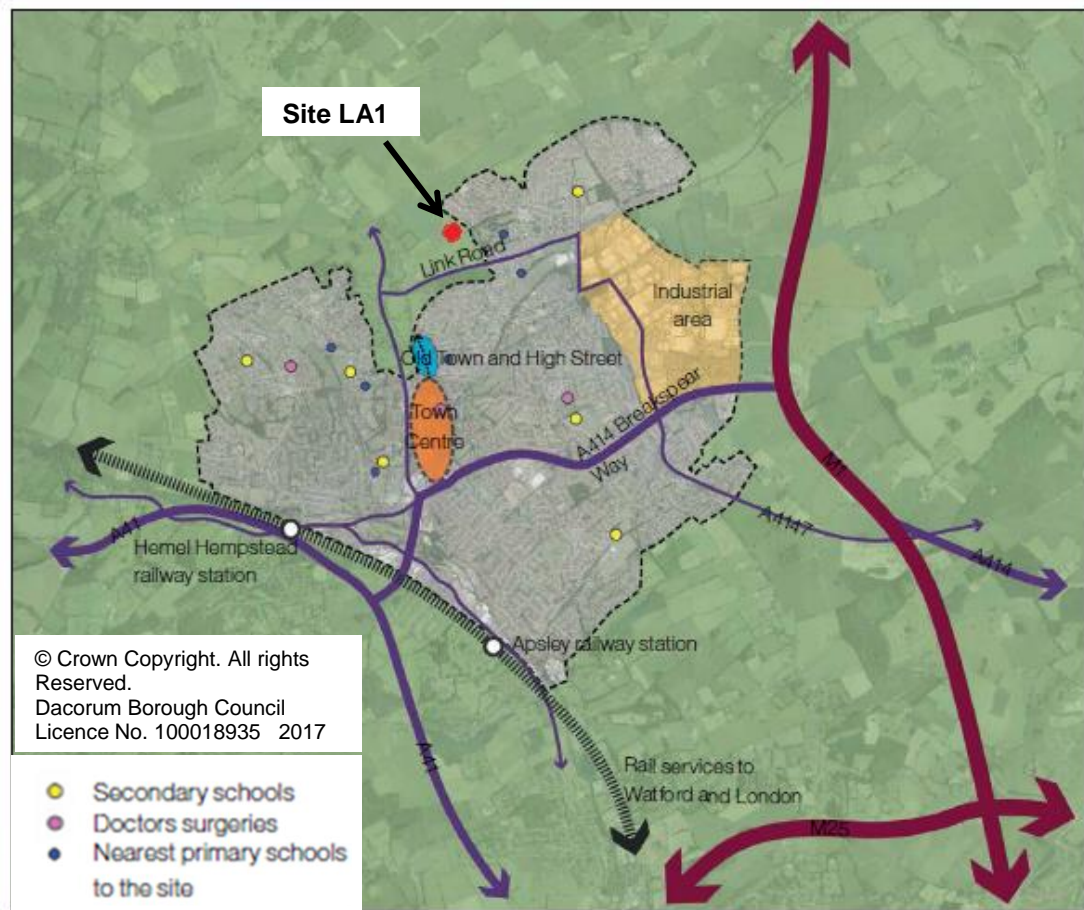 Site LA1
Link Road
Industrial
area
Old Town and High Street
Town
Centre
A414 Breakspear
Way
M1
A4147
A414
A41
Hemel Hempstead
railway station
Apsley railway station
A41
Rail services to
Watford and London
M25
© Crown Copyright. All rights
Reserved.
Dacorum Borough Council
Licence No. 100018935 2017
Secondary schools
Doctors surgeries
Nearest primary schools
to the site